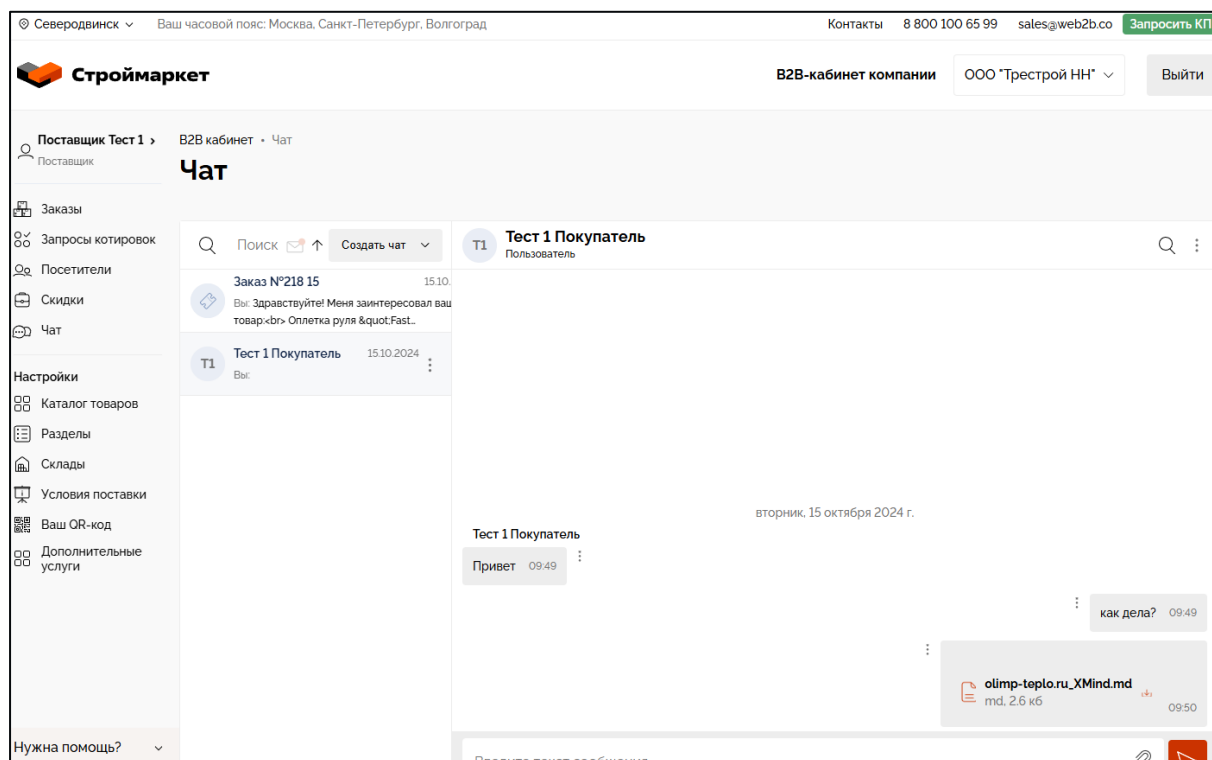 Северодвинск
Ваш часовой пояс: Москва, Санкт-Петербург, Волгоград
Контакты
8 800 100 65 99
sales@web2b.co
Запросить КП
Строймаркет
B2B-кабинет компании
ООО "Трестрой НН"
Выйти
Поставщик Тест 1 ›
Поставщик
B2B кабинет • Чат
Чат
Заказы
Запросы котировок
Посетители
Скидки
Чат
Настройки
Каталог товаров
Разделы
Склады
Условия поставки
Ваш QR-код
Дополнительные
услуги
Нужна помощь?
Поиск
Создать чат
Заказ №218 15
15.10.
Вы: Здравствуйте! Меня заинтересовал ваш
товар:<br> Оплетка руля &quot;Fast...
Т1
Тест 1 Покупатель
15.10.2024
Вы:
Т1
Тест 1 Покупатель
Пользователь
вторник, 15 октября 2024 г.
Тест 1 Покупатель
Привет 09:49
как дела? 09:49
olimp-teplo.ru_XMind.md
md, 2.6 кб
09:50
Введите текст сообщения